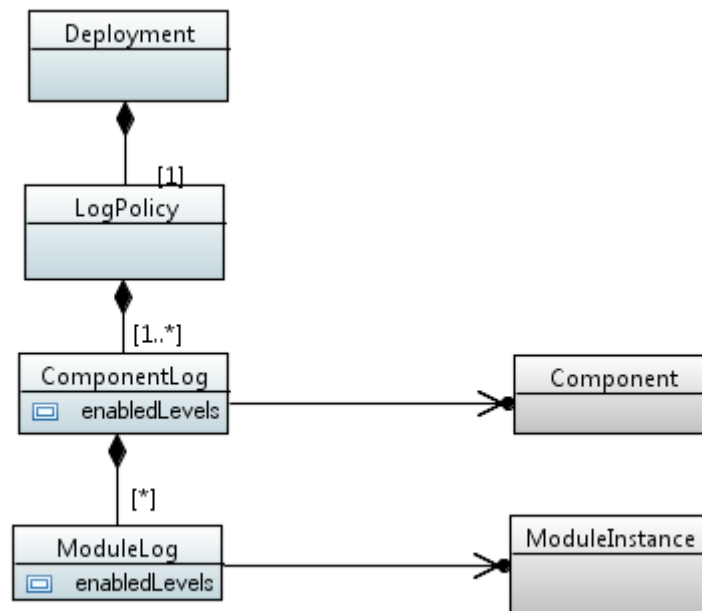 Deployment
[1]
LogPolicy
[1..*]
ComponentLog
enabledLevels
Component
[*]
ModuleLog
enabledLevels
ModuleInstance